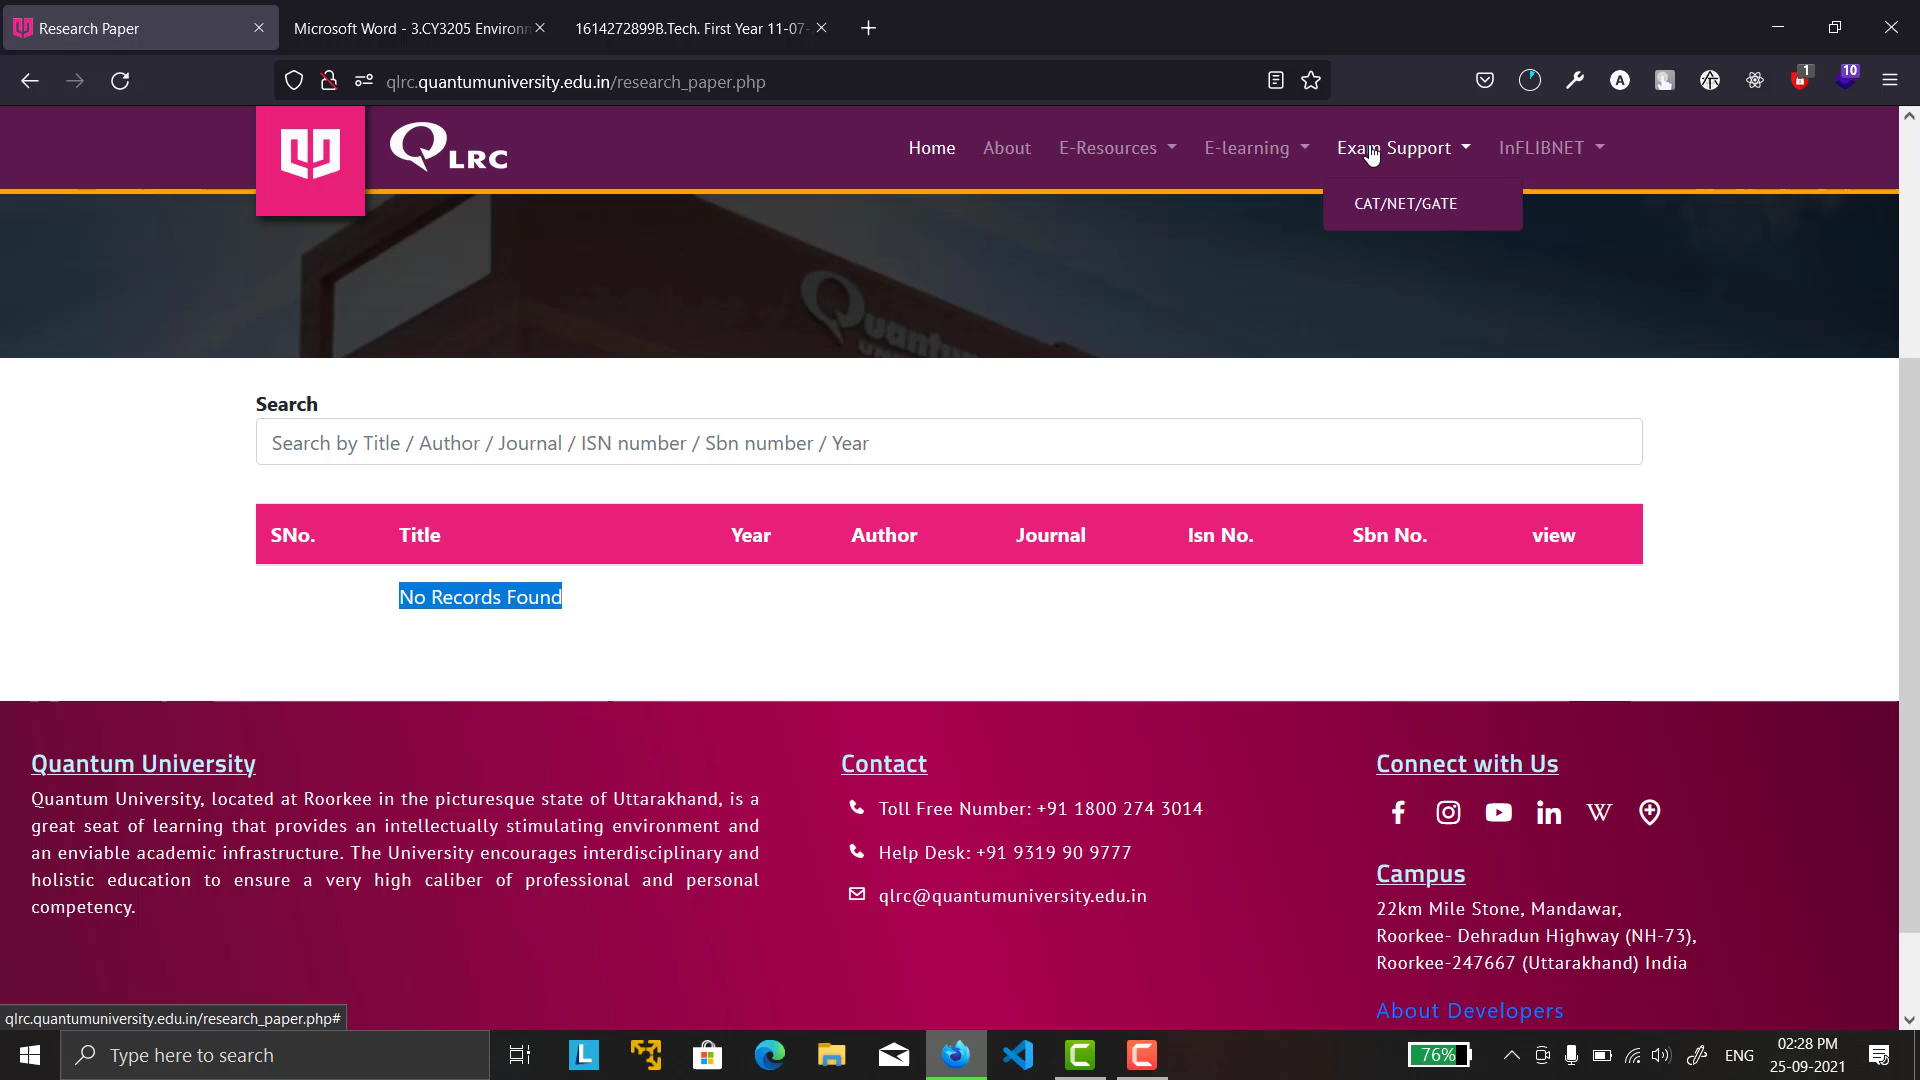 Research Paper
Microsoft Word - 3.CY3205 Environ
1614272899B.Tech. First Year 11-07-
qlrc.quantumuniversity.edu.in/research_paper.php
1
10
QLRC
Home
About
E-Resources
E-learning
Exam Support
InFLIBNET
CAT/NET/GATE
Quantum
Search
Search by Title / Author / Journal / ISN number / Sbn number / Year
SNo. Title Year Author Journal Isn No. Sbn No. view
No Records Found
Quantum University
Quantum University, located at Roorkee in the picturesque state of Uttarakhand, is a
great seat of learning that provides an intellectually stimulating environment and
an enviable academic infrastructure. The University encourages interdisciplinary and
holistic education to ensure a very high caliber of professional and personal
competency.
Contact
Toll Free Number: +91 1800 274 3014
Help Desk: +91 9319 90 9777
qlrc@quantumuniversity.edu.in
Connect with Us
Campus
22km Mile Stone, Mandawar,
Roorkee- Dehradun Highway (NH-73),
Roorkee-247667 (Uttarakhand) India
About Developers
qlrc.quantumuniversity.edu.in/research_paper.php#
Type here to search
76%
ENG
02:28 PM
25-09-2021